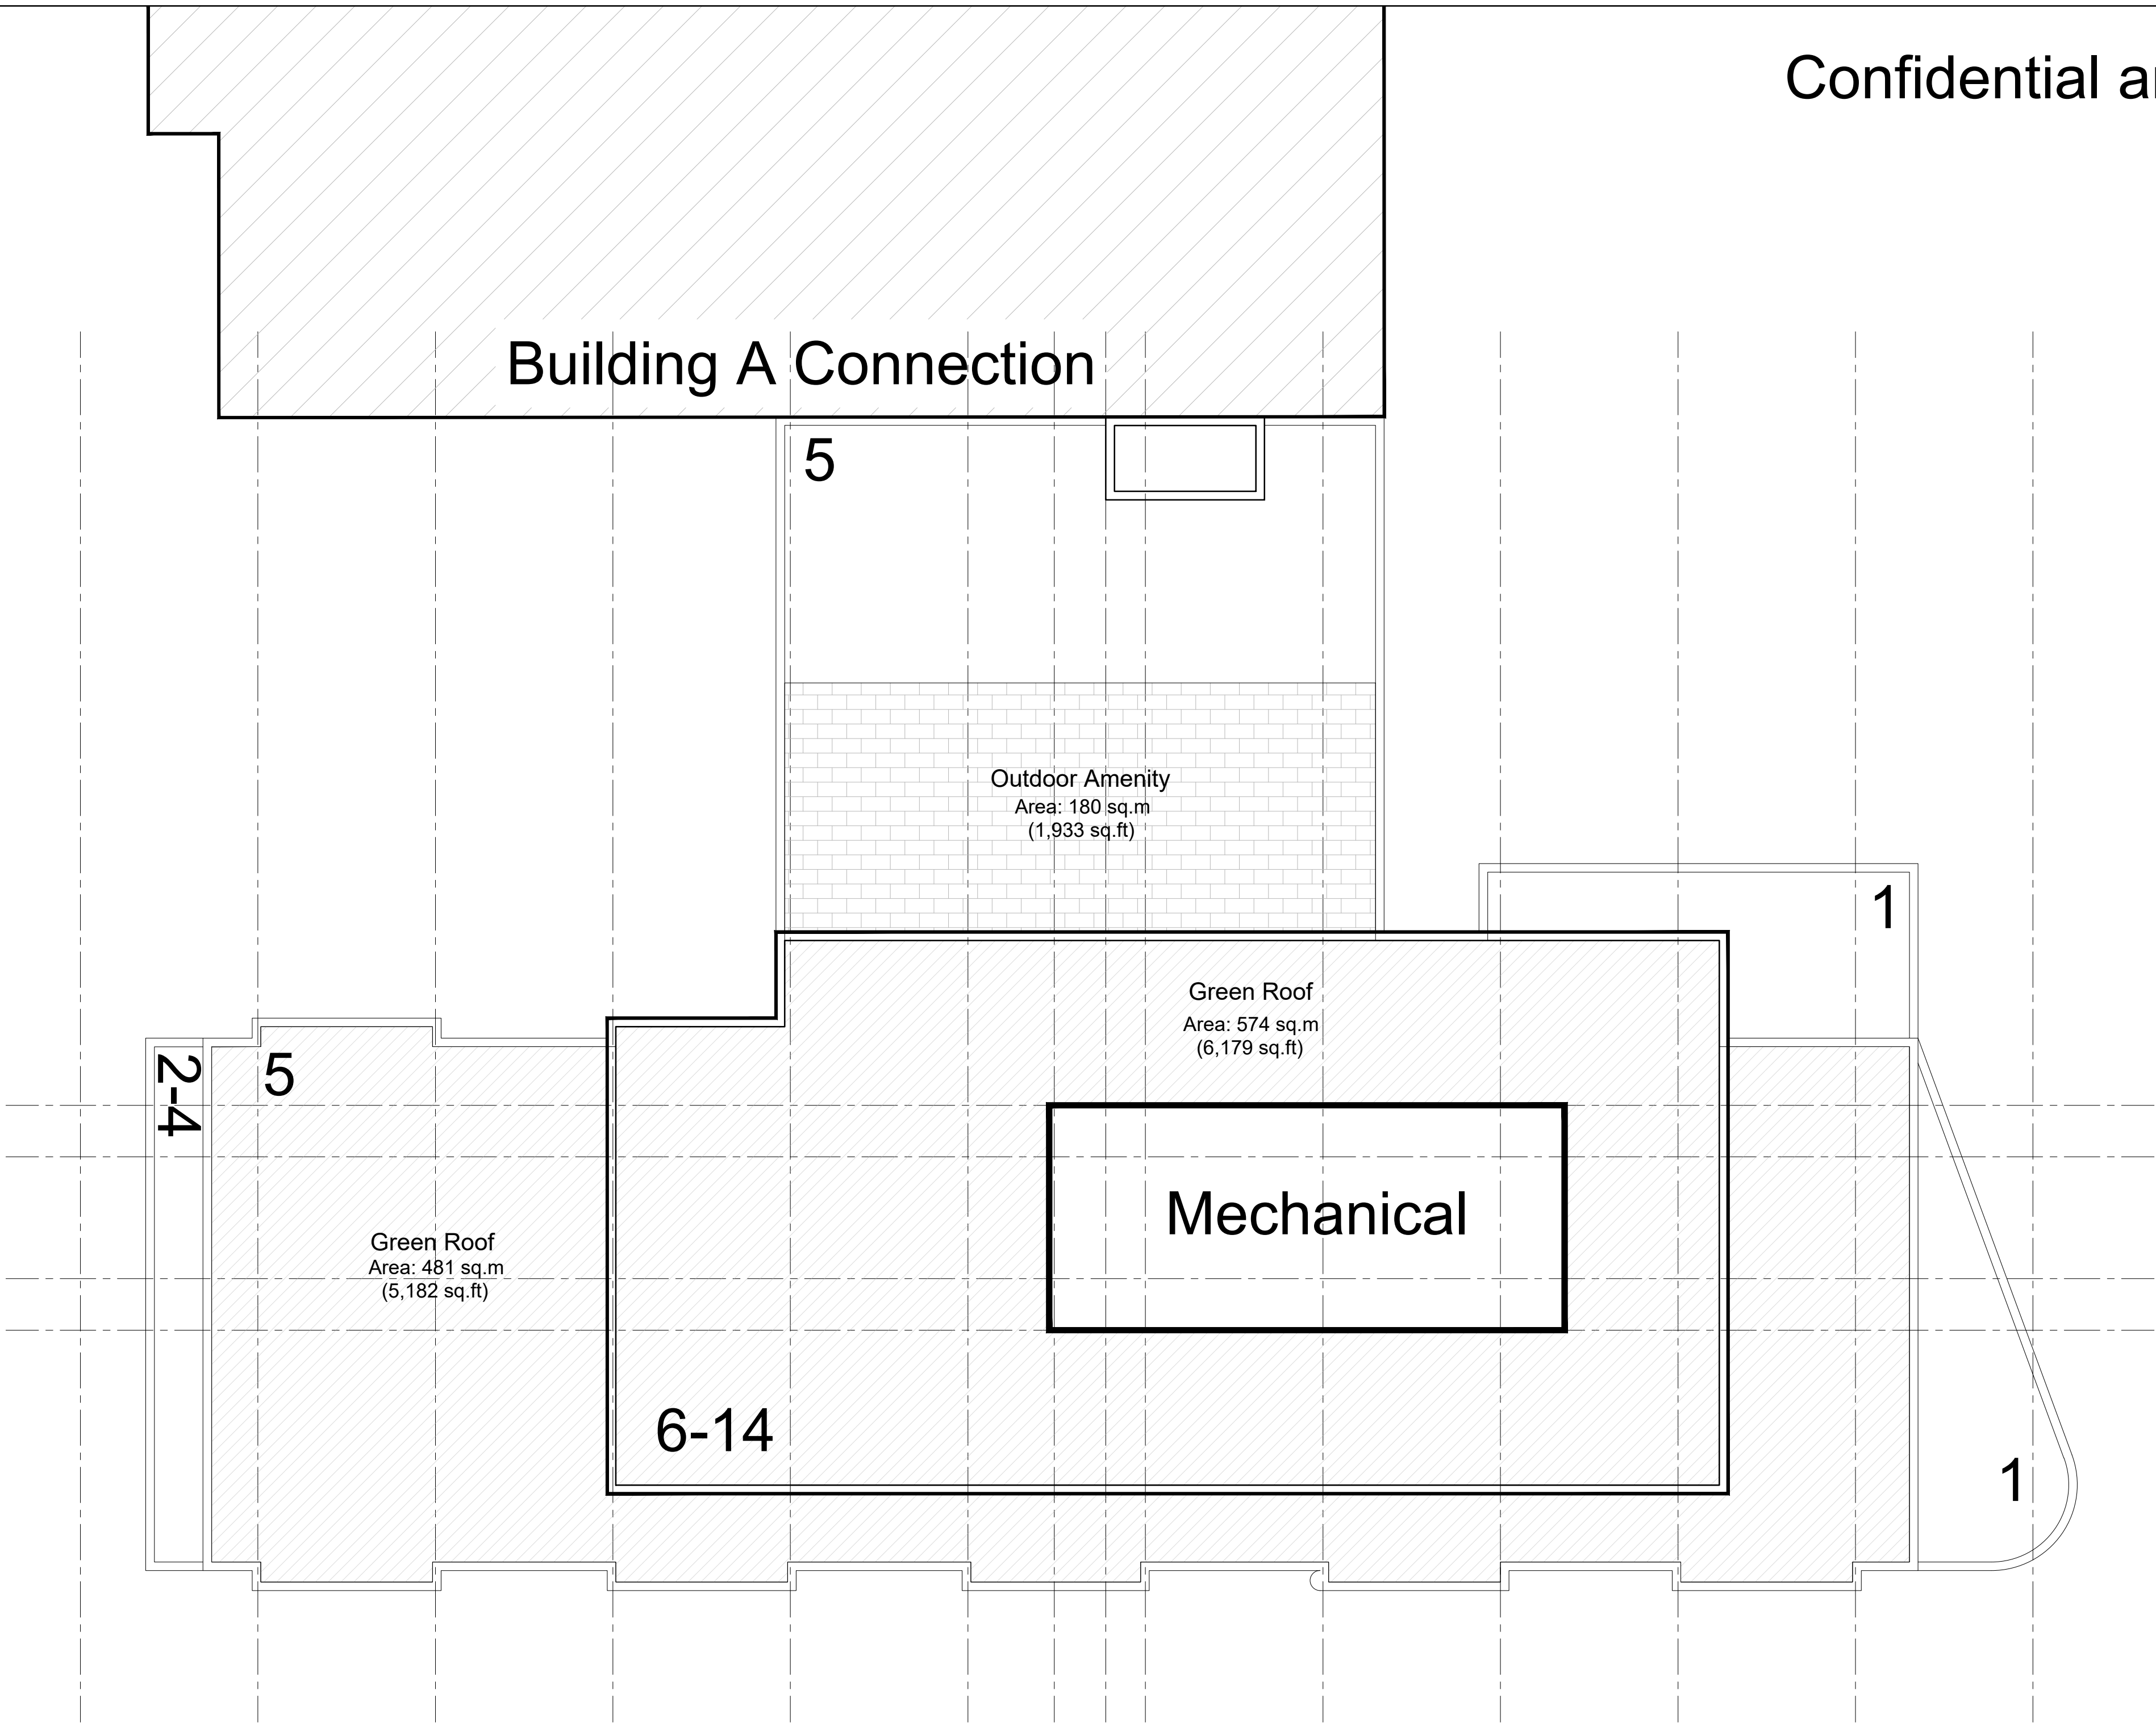 Confidential
Building A Connection
5
Outdoor Amenity
Area: 180 sq.m
(1,933 sq.ft)
1
Green Roof
Area: 574 sq.m
(6,179 sq.ft)
2-4
5
Mechanical
Green Roof
Area: 481 sq.m
(5,182 sq.ft)
6-14
1